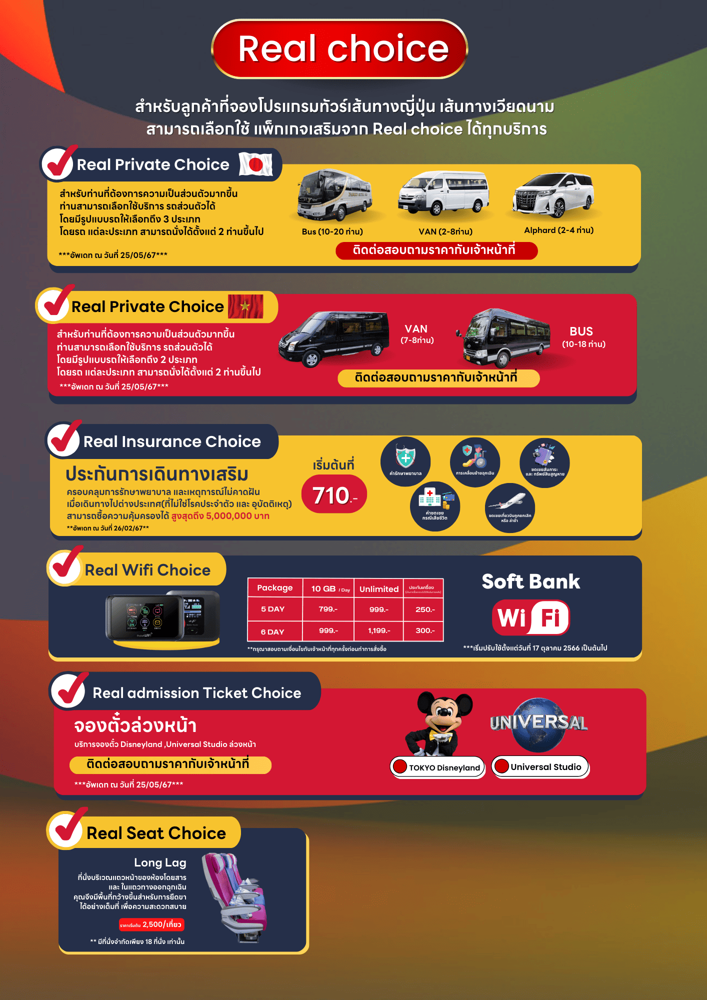 Real choice
สำหรับลูกค้าที่จองโปรแกรมทัวร์เส้นทางญี่ปุ่น เส้นทางเวียดนาม
สามารถเลือกใช้ แพ็กเกจเสริมจาก Real choice ได้ทุกบริการ
Real Private Choice
สำหรับท่านที่ต้องการความเป็นส่วนตัวมากขึ้น
ท่านสามารถเลือกใช้บริการ รถส่วนตัวได้
โดยมีรูปแบบรถให้เลือกถึง 3 ประเภท
โดยรถ แต่ละประเภท สามารถนั่งได้ตั้งแต่ 2 ท่านขึ้นไป
***อัพเดท ณ วันที่ 25/05/67***
Bus (10-20 ท่าน)
VAN (2-8ท่าน)
Alphard (2-4 ท่าน)
ติดต่อสอบถามราคากับเจ้าหน้าที่
Real Private Choice
สำหรับท่านที่ต้องการความเป็นส่วนตัวมากขึ้น
ท่านสามารถเลือกใช้บริการ รถส่วนตัวได้
โดยมีรูปแบบรถให้เลือกถึง 2 ประเภท
โดยรถ แต่ละประเภท สามารถนั่งได้ตั้งแต่ 2 ท่านขึ้นไป
***อัพเดท ณ วันที่ 25/05/67***
VAN
(7-8ท่าน)
BUS
(10-18 ท่าน)
ติดต่อสอบถามราคากับเจ้าหน้าที่
Real Insurance Choice
ประกันการเดินทางเสริม
ครอบคลุมการรักษาพยาบาล และเหตุการณ์ไม่คาดฝัน
เมื่อเดินทางไปต่างประเทศ(ที่ไม่ใช่โรคประจำตัว และ อุบัตติเหตุ)
สามารถซื้อความคุ้มครองได้ สูงสุดถึง 5,000,000 บาท
**อัพเดท ณ วันที่ 26/02/67**
เริ่มต้นที่
710.-
ค่ารักษาพยาบาล
การเคลื่อนย้ายฉุกเฉิน
ชดเชยสัมภาระ
และ ทรัพย์สินสูญหาย
ค่าชดเชย
กรณีเสียชีวิต
ชดเชยเที่ยวบินถูกยกเลิก
หรือ ล่าช้า
Real Wifi Choice
Package 10 GB / Day Unlimited ประกันเครื่อง
5 DAY 799.- 999.- 250.-
6 DAY 999.- 1,199.- 300.-
**กรุณาสอบถามเงื่อนไขกับเจ้าหน้าที่ทุกครั้งก่อนทำการสั่งซื้อ
Soft Bank
Wi Fi
***เริ่มปรับใช้ตั้งแต่วันที่ 17 ตุลาคม 2566 เป็นต้นไป
Real admission Ticket Choice
จองตั๋วล่วงหน้า
บริการจองตั๋ว Disneyland ,Universal Studio ล่วงหน้า
ติดต่อสอบถามราคากับเจ้าหน้าที่
***อัพเดท ณ วันที่ 25/05/67***
UNIVERSAL
TOKYO Disneyland
Universal Studio
Real Seat Choice
Long Lag
ที่นั่งบริเวณแถวหน้าของห้องโดยสาร
และ ในแถวทางออกฉุกเฉิน
คุณจึงมีพื้นที่กว้างขึ้นสำหรับการยืดขา
ได้อย่างเต็มที่ เพื่อความสะดวกสบาย
ราคาเริ่มต้น 2,500/เที่ยว
** มีที่นั่งจำกัดเพียง 18 ที่นั่ง เท่านั้น